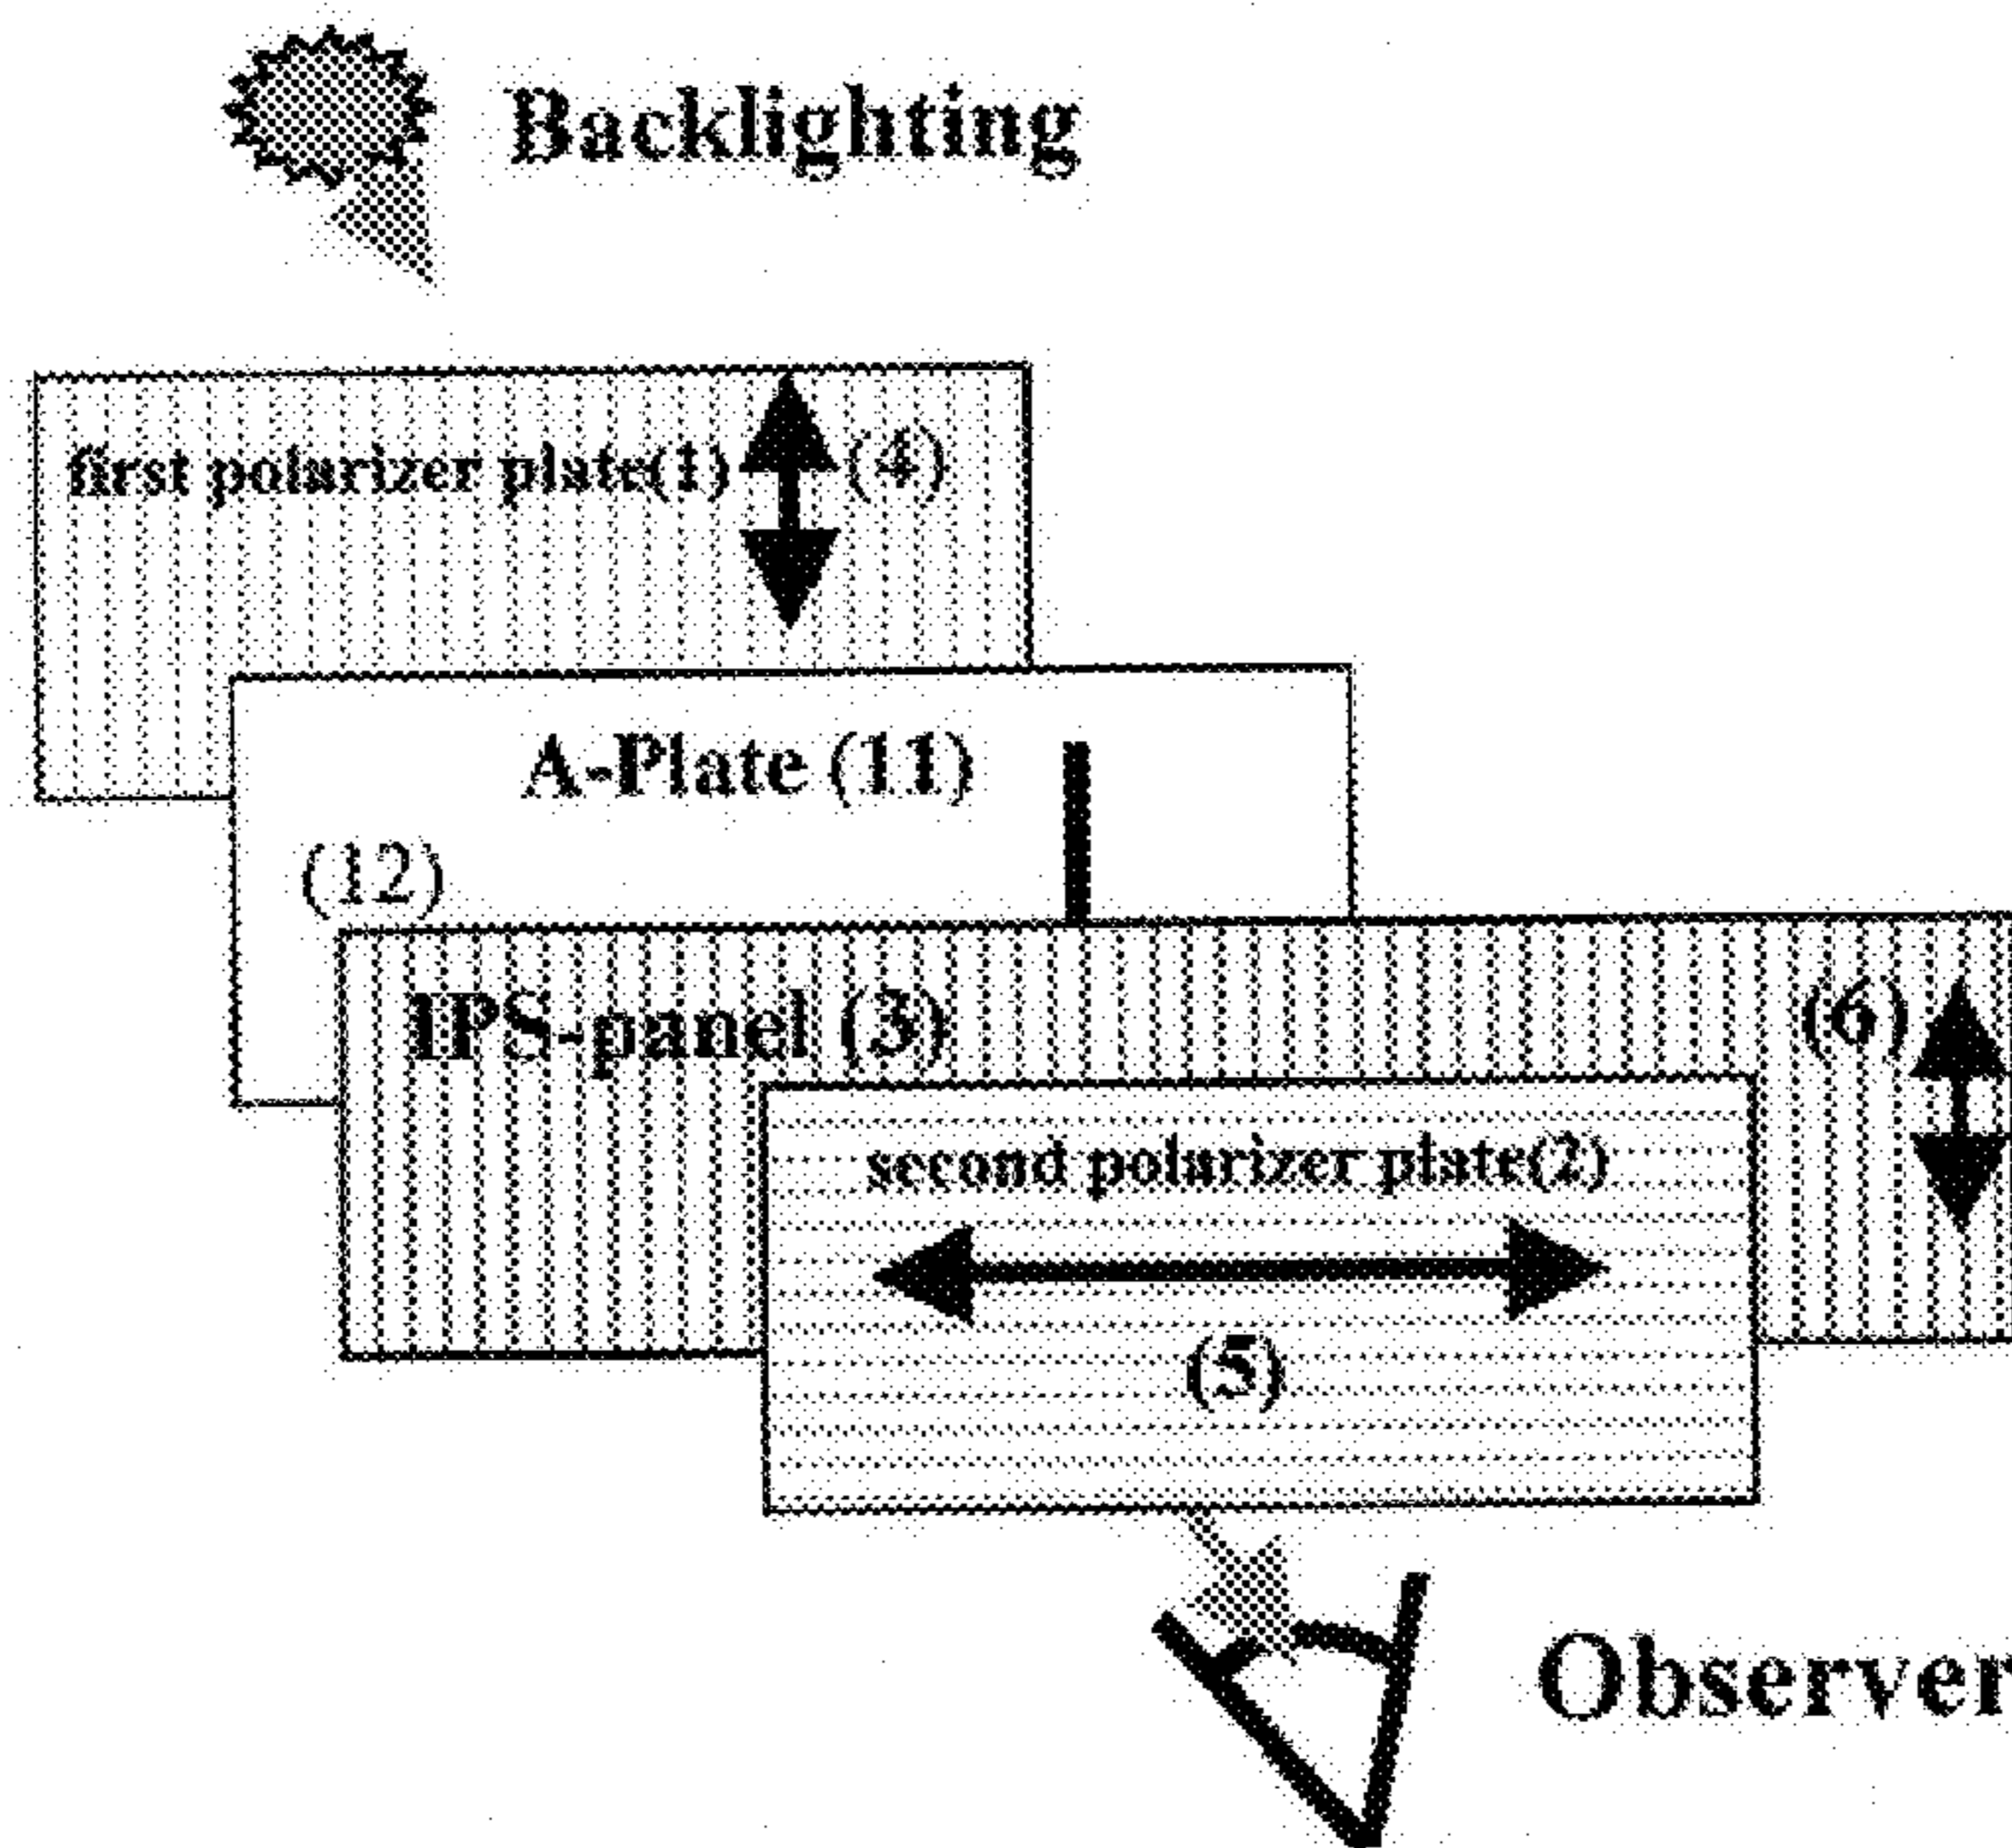 Backlighting
first polarizer plate(1) (4)
A-Plate (11)
(12)
IPS-panel (3)
(6)
second polarizer plate(2)
(5)
Observer